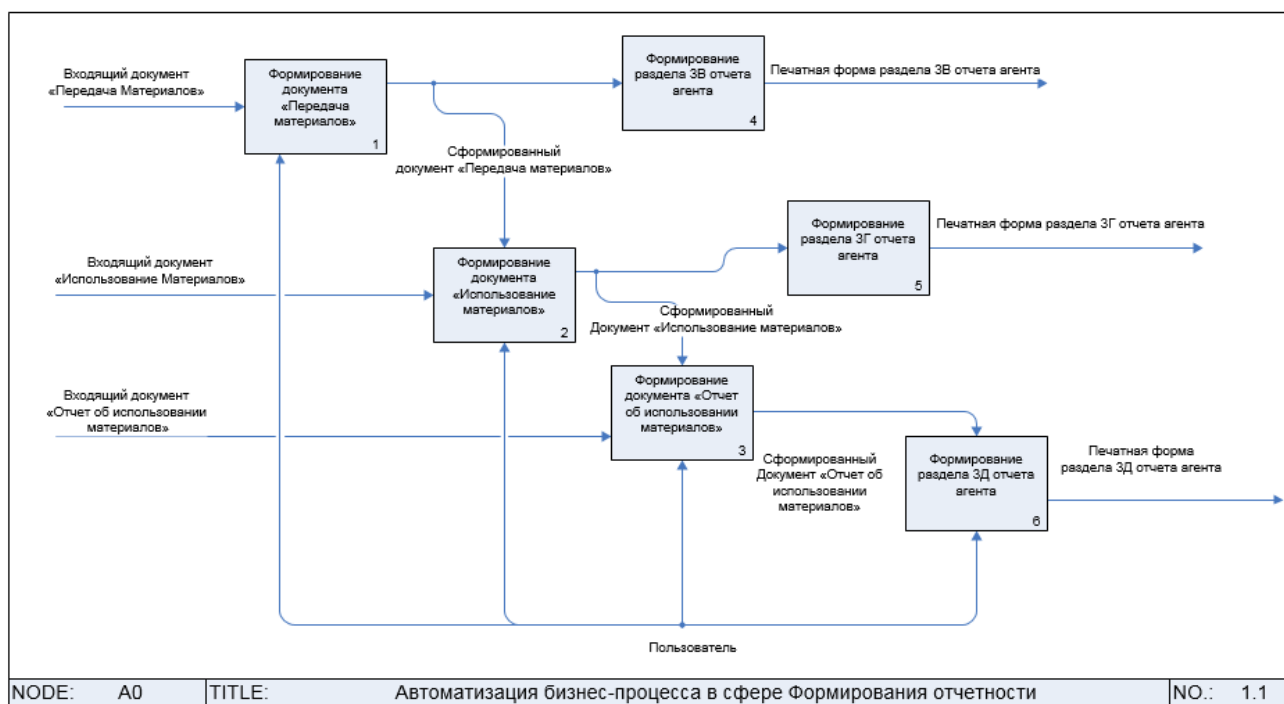 Входящий документ
«Передача Материалов»
Формирование
документа
«Передача
материалов»
1
Формирование
раздела 3В отчета
агента
4
Печатная форма раздела 3В отчета агента
Сформированный
документ «Передача материалов»
Входящий документ
«Использование Материалов»
Формирование
документа
«Использование
материалов»
2
Формирование
раздела 3Г отчета
агента
5
Печатная форма раздела 3Г отчета агента
Сформированный
Документ «Использование материалов»
Входящий документ
«Отчет об использовании
материалов»
Формирование
документа «Отчет
об использовании
материалов»
3
Сформированный
Документ «Отчет об
использовании
материалов»
Формирование
раздела 3Д отчета
агента
6
Печатная форма
раздела 3Д отчета агента
Пользователь
NODE: A0 TITLE: Автоматизация бизнес-процесса в сфере Формирования отчетности NO.: 1.1